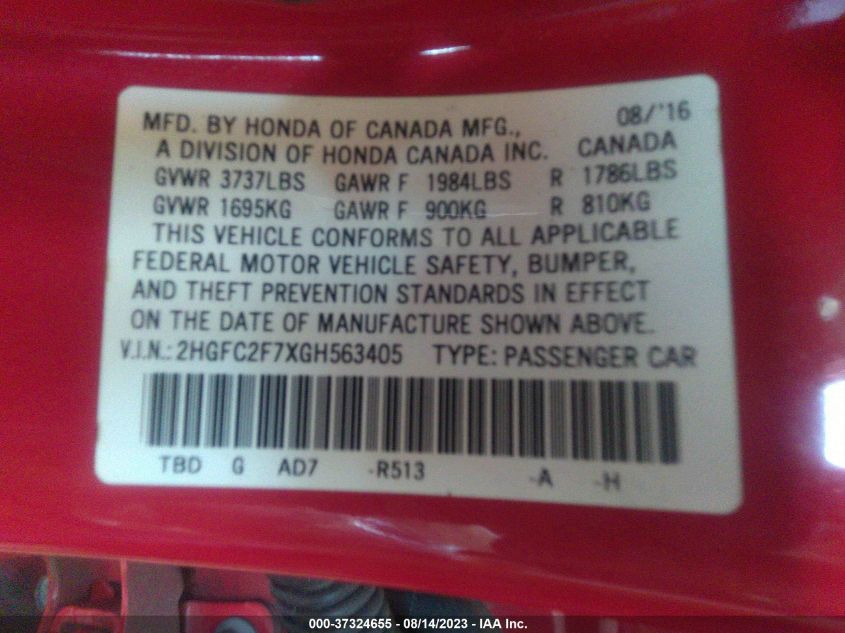 MFD. BY HONDA OF CANADA MFG., 08/'16
A DIVISION OF HONDA CANADA INC. CANADA
GVWR 3737LBS GAWR F 1984LBS R 1786LBS
GVWR 1695KG GAWR F 900KG R 810KG
THIS VEHICLE CONFORMS TO ALL APPLICABLE
FEDERAL MOTOR VEHICLE SAFETY, BUMPER,
AND THEFT PREVENTION STANDARDS IN EFFECT
ON THE DATE OF MANUFACTURE SHOWN ABOVE.
V.I.N.: 2HGFC2F7XGH563405 TYPE: PASSENGER CAR
TBD G AD7 -R513 -A -H
000-37324655 - 08/14/2023 - IAA Inc.